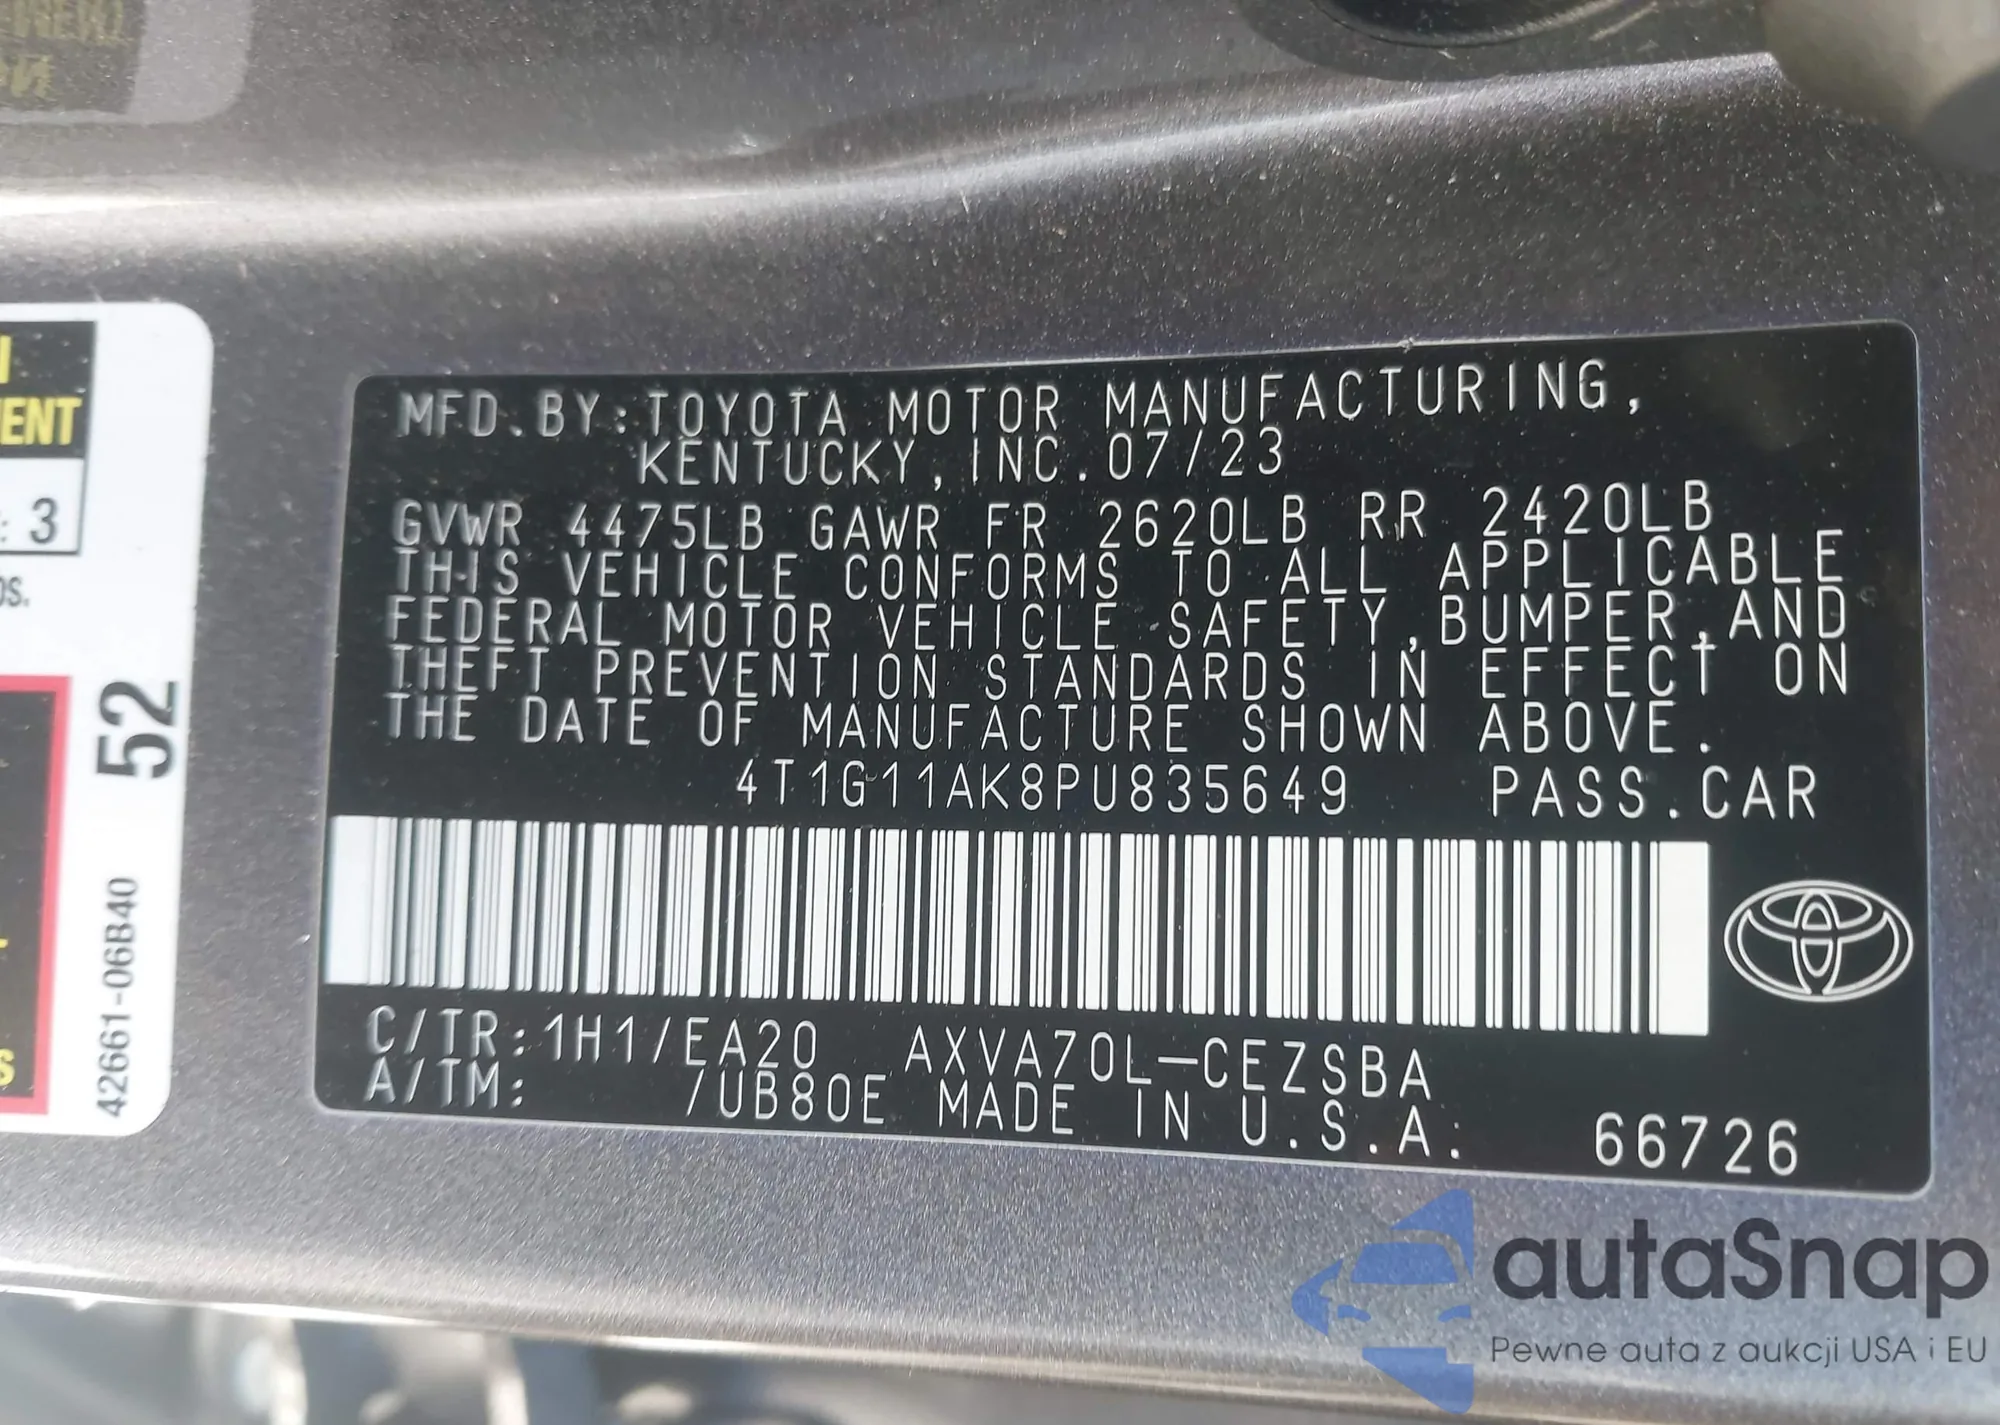 ENT
: 3
OS.
52
42661-06B40
S
MFD.BY:TOYOTA MOTOR MANUFACTURING,
KENTUCKY,INC.07/23
GVWR 4475LB GAWR FR 2620LB RR 2420LB
THIS VEHICLE CONFORMS TO ALL APPLICABLE
FEDERAL MOTOR VEHICLE SAFETY,BUMPER,AND
THEFT PREVENTION STANDARDS IN EFFECT ON
THE DATE OF MANUFACTURE SHOWN ABOVE.
4T1G11AK8PU835649 PASS.CAR
C/TR:1H1/EA20 AXVA70L-CEZSBA
A/TM: /UB80E MADE IN U.S.A. 66726
autaSnap
Pewne auta z aukcji USA i EU